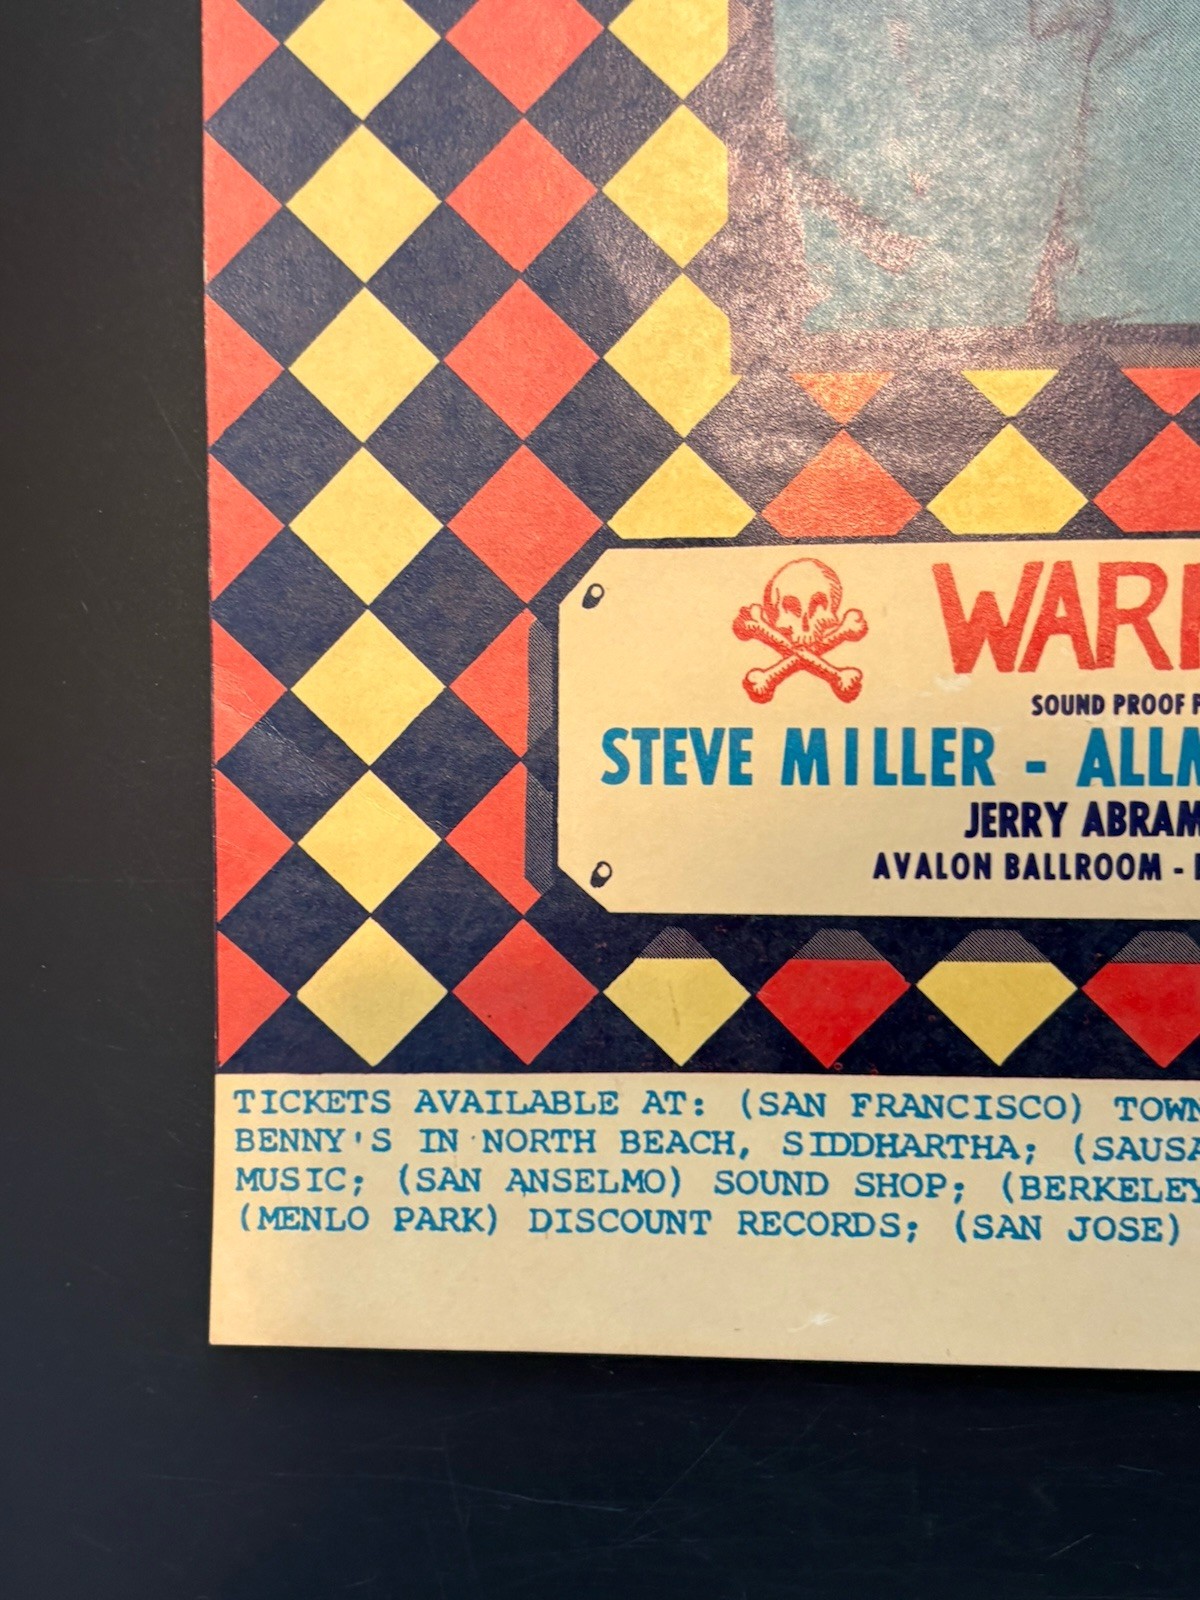 WAR
SOUND PROOF
STEVE MILLER - ALLM
JERRY ABRAM
AVALON BALLROOM -
TICKETS AVAILABLE AT: (SAN FRANCISCO) TOWN
BENNY'S IN NORTH BEACH, SIDDHARTHA; (SAUSA
MUSIC; (SAN ANSELMO) SOUND SHOP; (BERKELEY
(MENLO PARK) DISCOUNT RECORDS; (SAN JOSE)